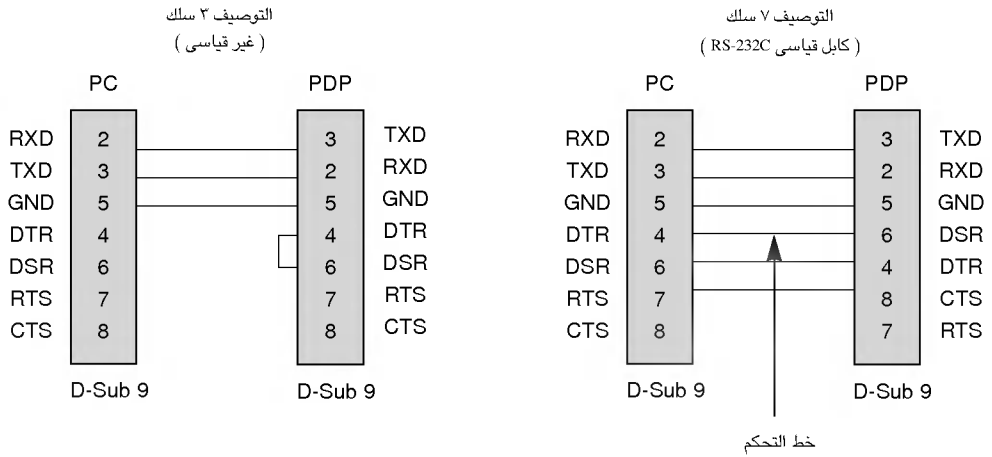 التوصيف ٣ سلك
( غير قياسى )
PC PDP
RXD 2 3 TXD
TXD 3 2 RXD
GND 5 5 GND
DTR 4 4 DTR
DSR 6 6 DSR
RTS 7 7 RTS
CTS 8 8 CTS
D-Sub 9 D-Sub 9
التوصيف ٧ سلك
( كابل قياسى RS-232C )
PC PDP
RXD 2 3 TXD
TXD 3 2 RXD
GND 5 5 GND
DTR 4 6 DSR
DSR 6 4 DTR
RTS 7 8 CTS
CTS 8 7 RTS
D-Sub 9 D-Sub 9
خط التحكم